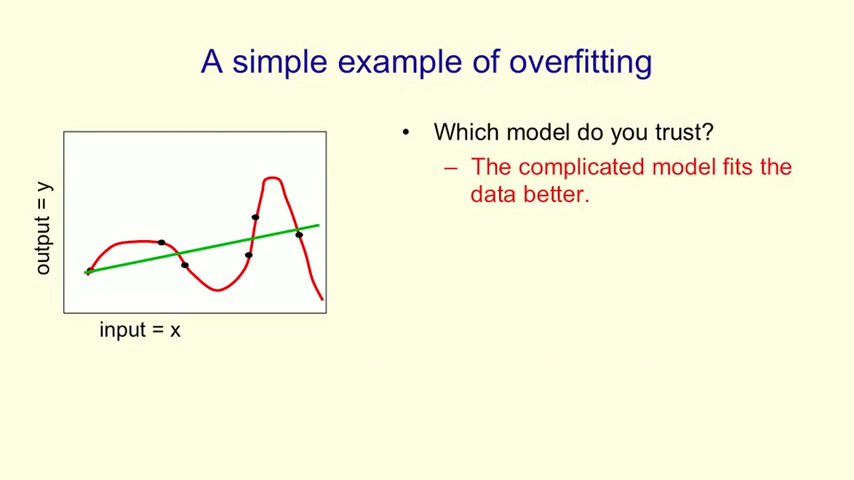 A simple example of overfitting
• Which model do you trust?
– The complicated model fits the
data better.
output = y
input = x